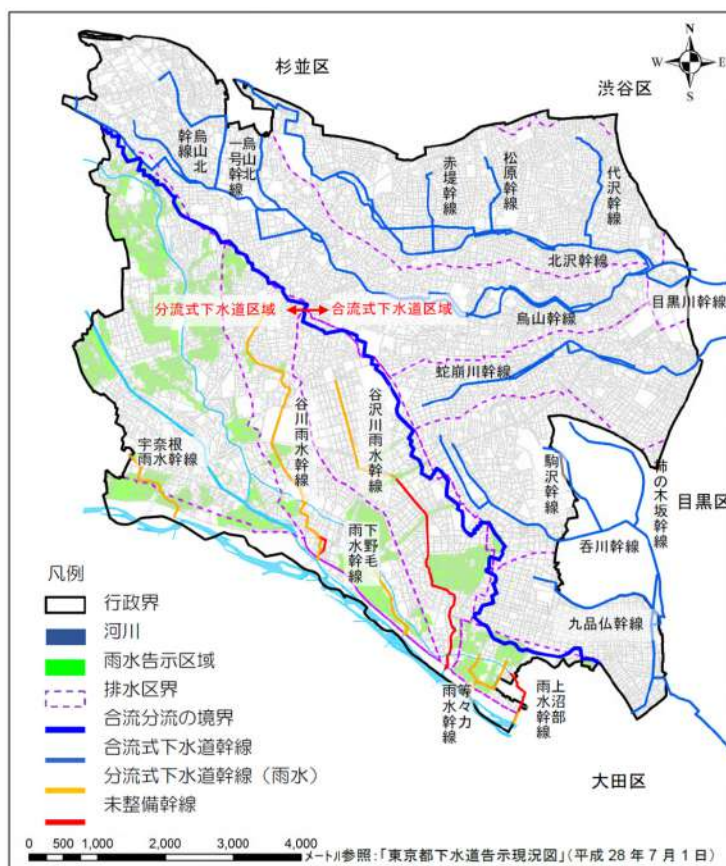 N
W E
S
杉並区
渋谷区
烏山北幹線
烏山北一号幹線
赤堤幹線
松原幹線
代沢幹線
北沢幹線
目黒川幹線
分流式下水道区域
合流式下水道区域
烏山幹線
蛇崩川幹線
谷川雨水幹線
谷沢川雨水幹線
宇奈根
雨水幹線
駒沢幹線
柿の木坂幹線
目黒区
下野毛
雨水幹線
呑川幹線
九品仏幹線
等々力
雨水幹線
上沼部
雨水幹線
大田区
凡例
行政界
河川
雨水告示区域
排水区界
合流分流の境界
合流式下水道幹線
分流式下水道幹線（雨水）
未整備幹線
0 500 1,000 2,000 3,000 4,000
メートル
参照：「東京都下水道告示現況図」（平成 28 年 7 月 1 日）